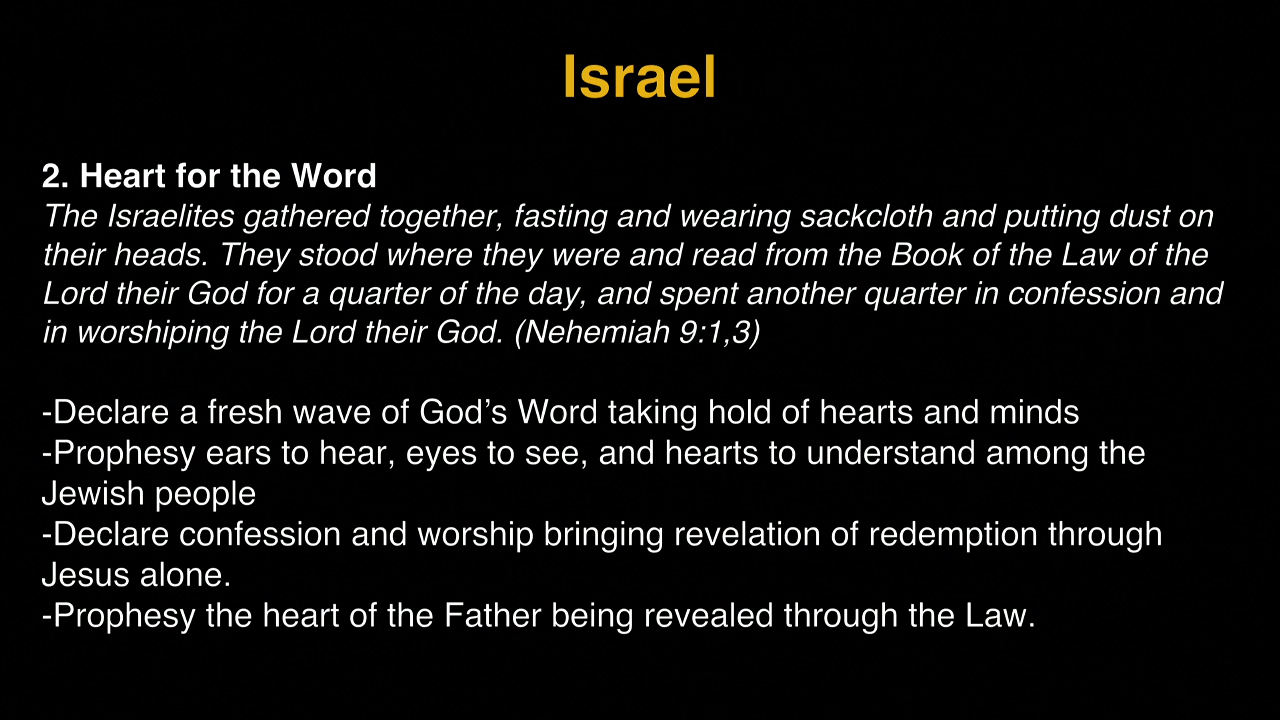 Israel
2. Heart for the Word
The Israelites gathered together, fasting and wearing sackcloth and putting dust on
their heads. They stood where they were and read from the Book of the Law of the
Lord their God for a quarter of the day, and spent another quarter in confession and
in worshiping the Lord their God. (Nehemiah 9:1,3)
-Declare a fresh wave of God’s Word taking hold of hearts and minds
-Prophesy ears to hear, eyes to see, and hearts to understand among the
Jewish people
-Declare confession and worship bringing revelation of redemption through
Jesus alone.
-Prophesy the heart of the Father being revealed through the Law.